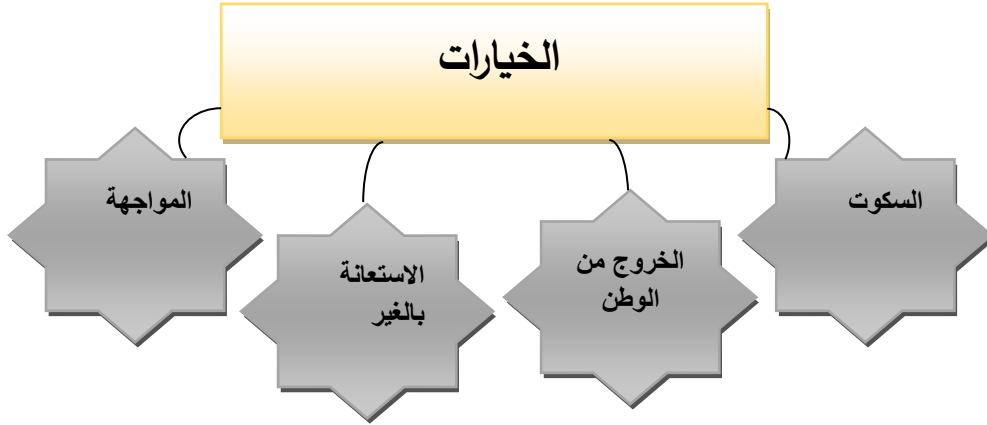 الخيارات
السكوت
الخروج من
الوطن
الاستعانة
بالغير
المواجهة